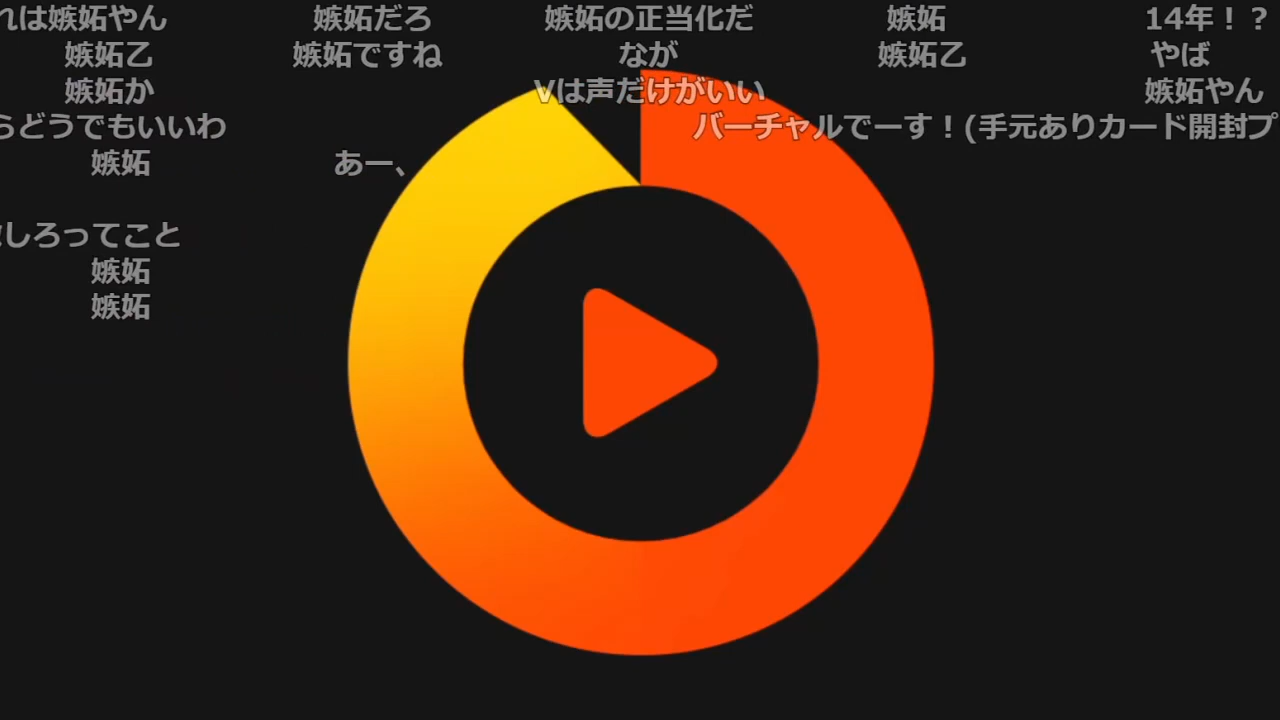 れは嫉妬やん 嫉妬だろ 嫉妬の正当化だ 嫉妬 14年！？
嫉妬乙 嫉妬ですね なが 嫉妬乙 やば
嫉妬か Vは声だけがいい 嫉妬やん
らどうでもいいわ バーチャルでーす！(手元ありカード開封プ
嫉妬 あー、
しろってこと
嫉妬
嫉妬